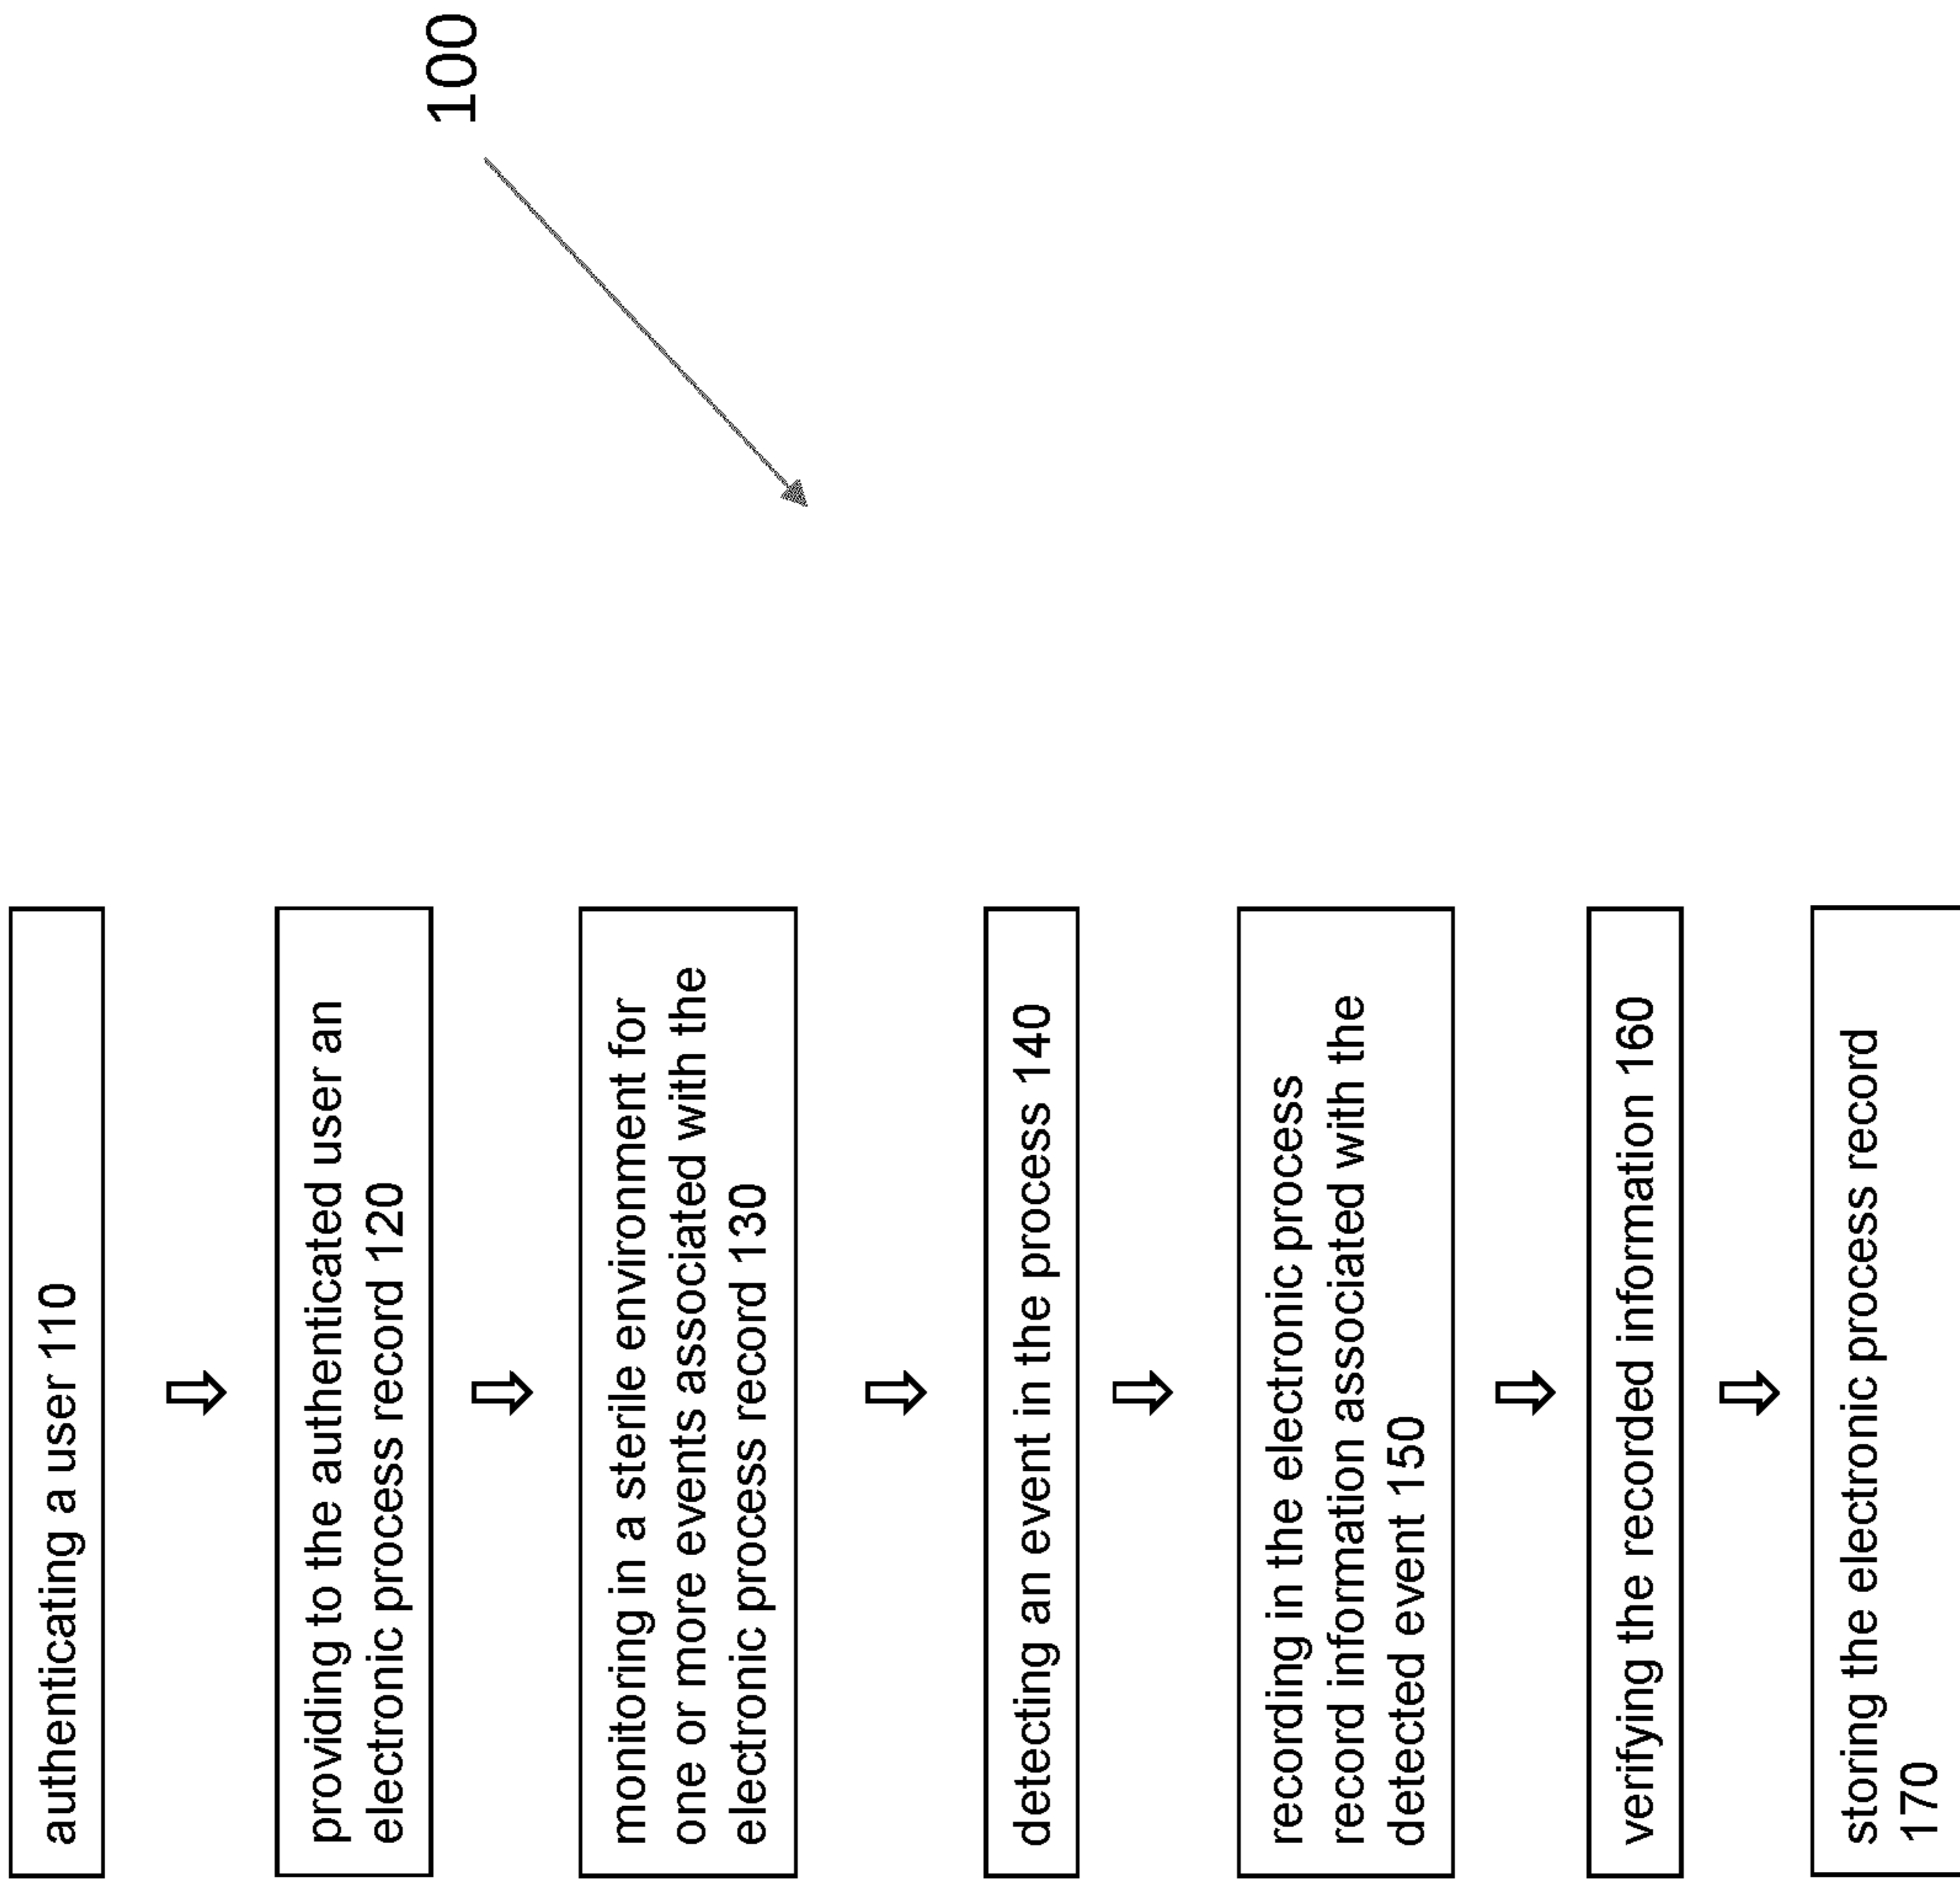 100
authenticating a user 110
providing to the authenticated user an
electronic process record 120
monitoring in a sterile environment for
one or more events associated with the
electronic process record 130
detecting an event in the process 140
recording in the electronic process
record information associated with the
detected event 150
verifying the recorded information 160
storing the electronic process record
170